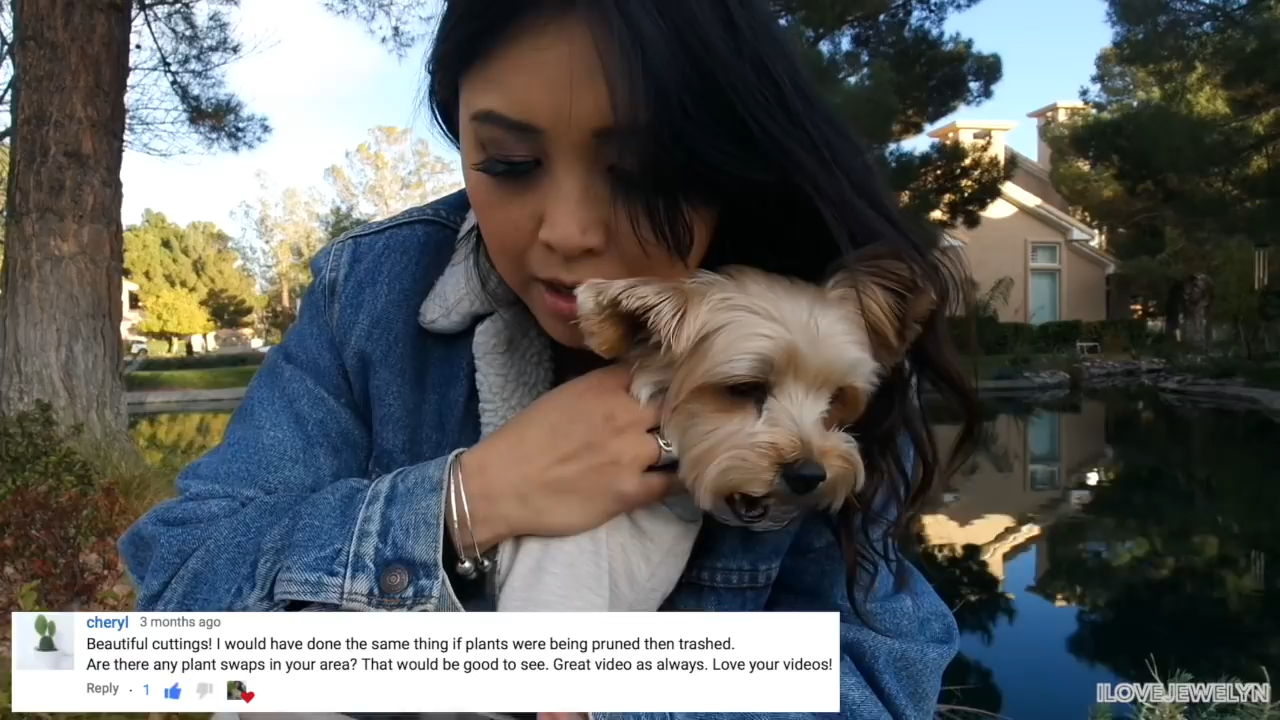 cheryl 3 months ago
Beautiful cuttings! I would have done the same thing if plants were being pruned then trashed.
Are there any plant swaps in your area? That would be good to see. Great video as always. Love your videos!
Reply · 1
ILOVEJEWELYN